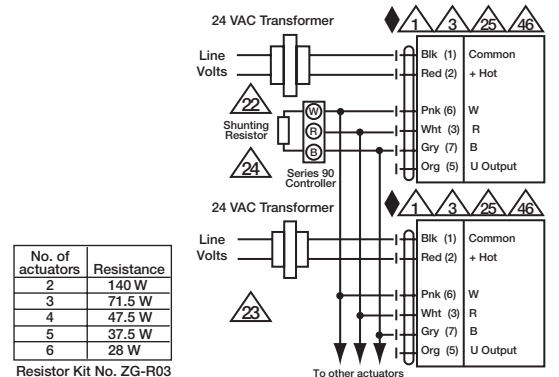 24 VAC Transformer
1 3 25 46
Line
Volts
Blk (1) Common
Red (2) + Hot
22
Shunting
Resistor
24
W
R
B
Series 90
Controller
Pnk (6) W
Wht (3) R
Gry (7) B
Org (5) U Output
24 VAC Transformer
1 3 25 46
Line
Volts
Blk (1) Common
Red (2) + Hot
23
Pnk (6) W
Wht (3) R
Gry (7) B
Org (5) U Output
To other actuators
No. of
actuators Resistance
2 140 W
3 71.5 W
4 47.5 W
5 37.5 W
6 28 W
Resistor Kit No. ZG-R03